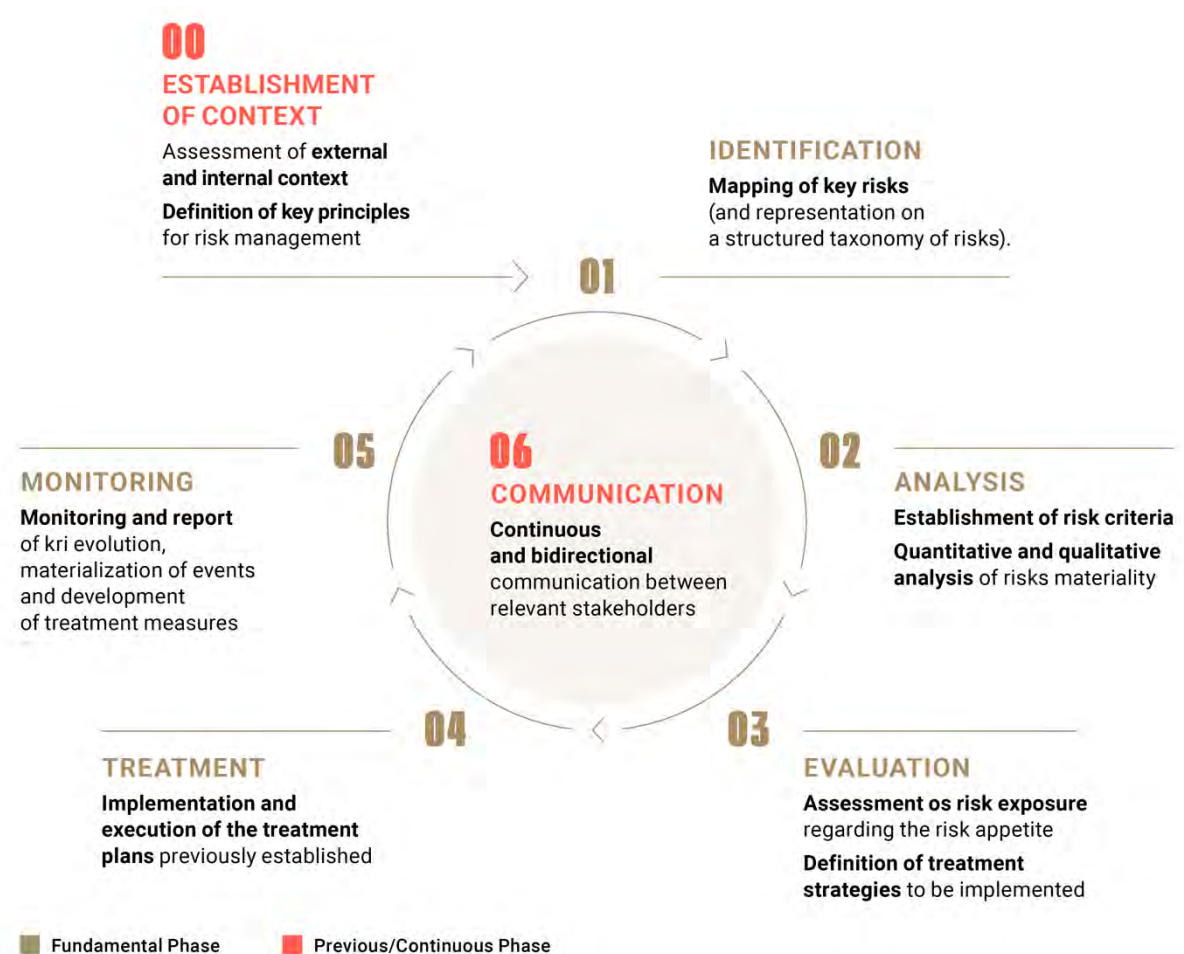 00
ESTABLISHMENT
OF CONTEXT
Assessment of external
and internal context
Definition of key principles
for risk management
01
IDENTIFICATION
Mapping of key risks
(and representation on
a structured taxonomy of risks).
02
ANALYSIS
Establishment of risk criteria
Quantitative and qualitative
analysis of risks materiality
03
EVALUATION
Assessment os risk exposure
regarding the risk appetite
Definition of treatment
strategies to be implemented
04
TREATMENT
Implementation and
execution of the treatment
plans previously established
05
MONITORING
Monitoring and report
of kri evolution,
materialization of events
and development
of treatment measures
06
COMMUNICATION
Continuous
and bidirectional
communication between
relevant stakeholders
Fundamental Phase
Previous/Continuous Phase